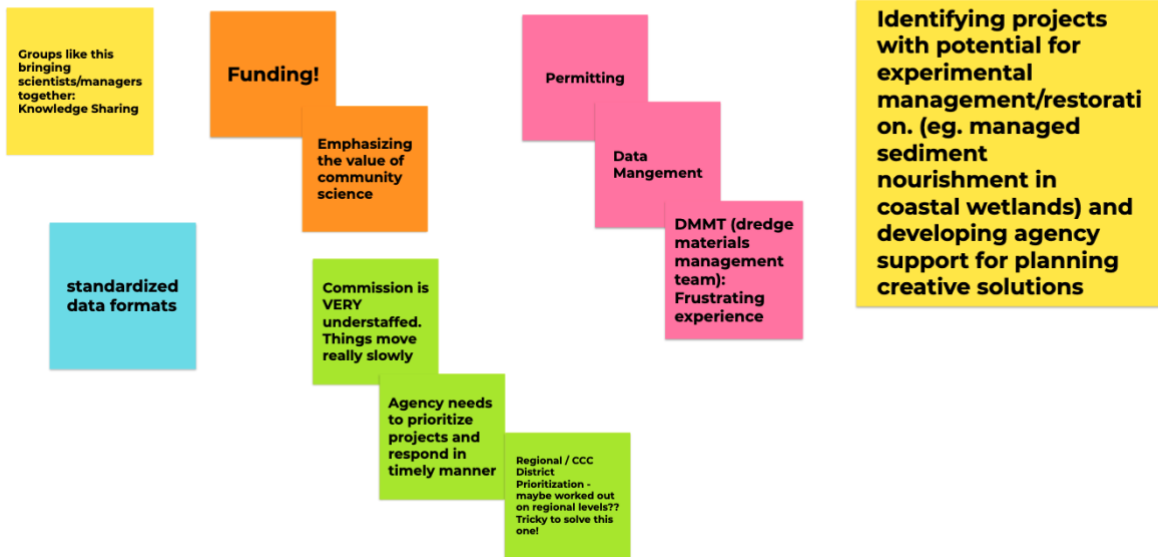 Groups like this
bringing
scientists/managers
together:
Knowledge Sharing
Funding!
Emphasizing
the value of
community
science
Permitting
Data
Mangement
DMMT (dredge
materials
management
team):
Frustrating
experience
Identifying projects
with potential for
experimental
management/restorati
on. (eg. managed
sediment
nourishment in
coastal wetlands) and
developing agency
support for planning
creative solutions
standardized
data formats
Commission is
VERY
understaffed.
Things move
really slowly
Agency needs
to prioritize
projects and
respond in
timely manner
Regional / CCC
District
Prioritization -
maybe worked out
on regional levels??
Tricky to solve this
one!